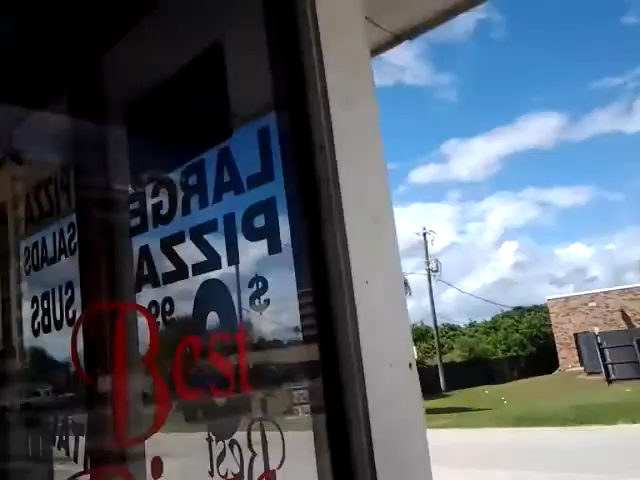 PIZZA
SALADS
SUBS
LARGE
PIZZA
$
99
Best
Best